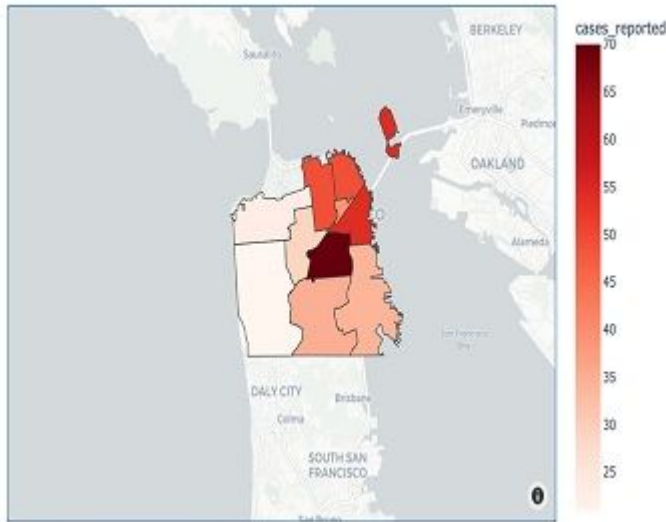 cases_reported
BERKELEY
70
Sausalito
65
Emeryville
60
OAKLAND
55
O
50
Alameda
45
40
35
DALY CITY
Brisbane
30
Colma
SOUTH SAN
FRANCISCO
25
i